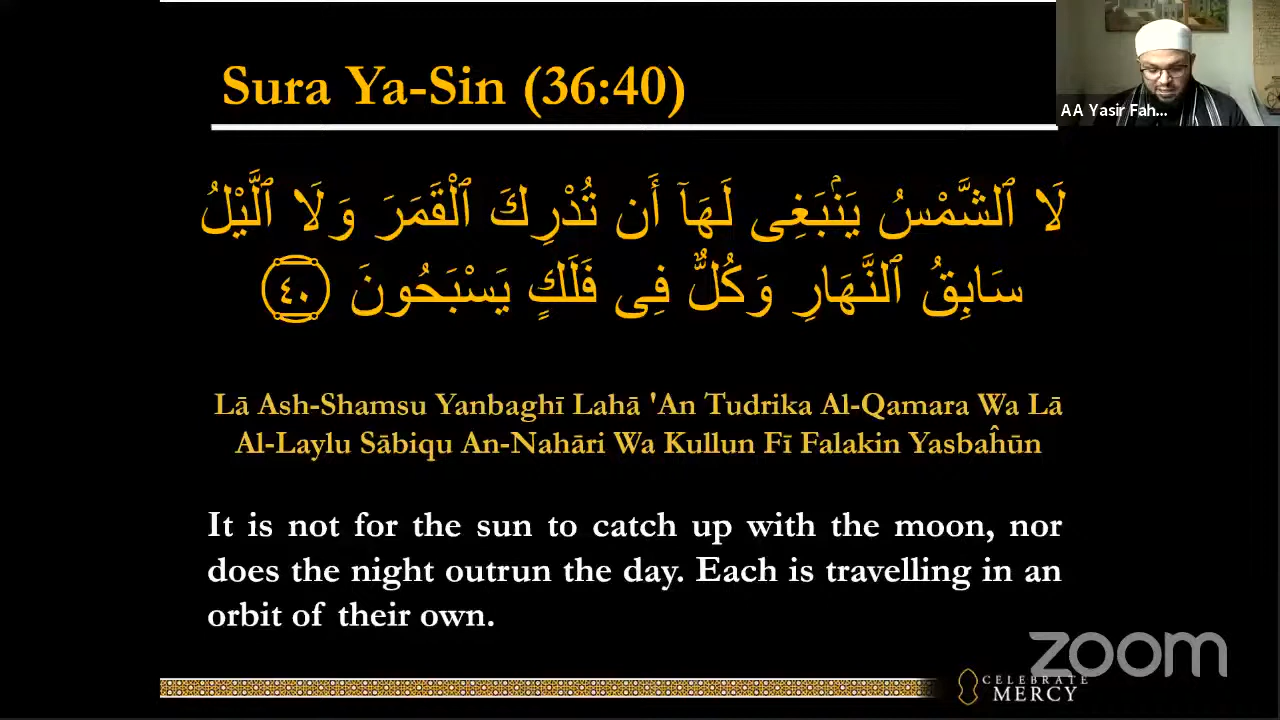 Sura Ya-Sin (36:40)
AA Yasir Fah...
لَا ٱلشَّمْسُ يَنۢبَغِى لَهَآ أَن تُدْرِكَ ٱلْقَمَرَ وَلَا ٱلَّيْلُ
سَابِقُ ٱلنَّهَارِ وَكُلٌّ فِى فَلَكٍ يَسْبَحُونَ ٤٠
Lā Ash-Shamsu Yanbaghī Lahā 'An Tudrika Al-Qamara Wa Lā
Al-Laylu Sābiqu An-Nahāri Wa Kullun Fī Falakin Yasbaĥūn
It is not for the sun to catch up with the moon, nor
does the night outrun the day. Each is travelling in an
orbit of their own.
zoom
CELEBRATE
MERCY